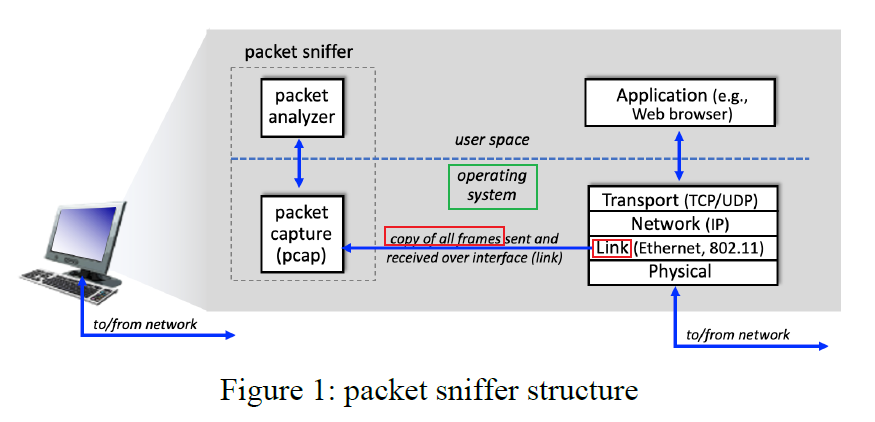 packet sniffer
packet
analyzer
Application (e.g.,
Web browser)
user space
operating
system
packet
capture
(pcap)
copy of all frames sent and
received over interface (link)
Transport (TCP/UDP)
Network (IP)
Link (Ethernet, 802.11)
Physical
to/from network
to/from network
Figure 1: packet sniffer structure